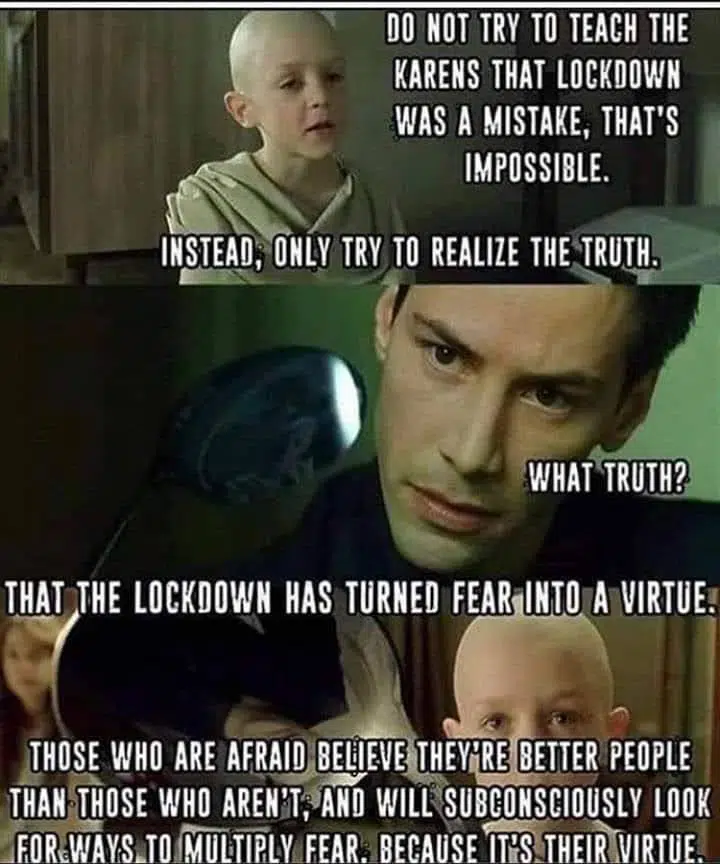 DO NOT TRY TO TEACH THE
KARENS THAT LOCKDOWN
WAS A MISTAKE, THAT'S
IMPOSSIBLE.
INSTEAD, ONLY TRY TO REALIZE THE TRUTH.
WHAT TRUTH?
THAT THE LOCKDOWN HAS TURNED FEAR INTO A VIRTUE.
THOSE WHO ARE AFRAID BELIEVE THEY'RE BETTER PEOPLE
THAN THOSE WHO AREN'T, AND WILL SUBCONSCIOUSLY LOOK
FOR WAYS TO MULTIPLY FEAR. BECAUSE IT'S THEIR VIRTUE.